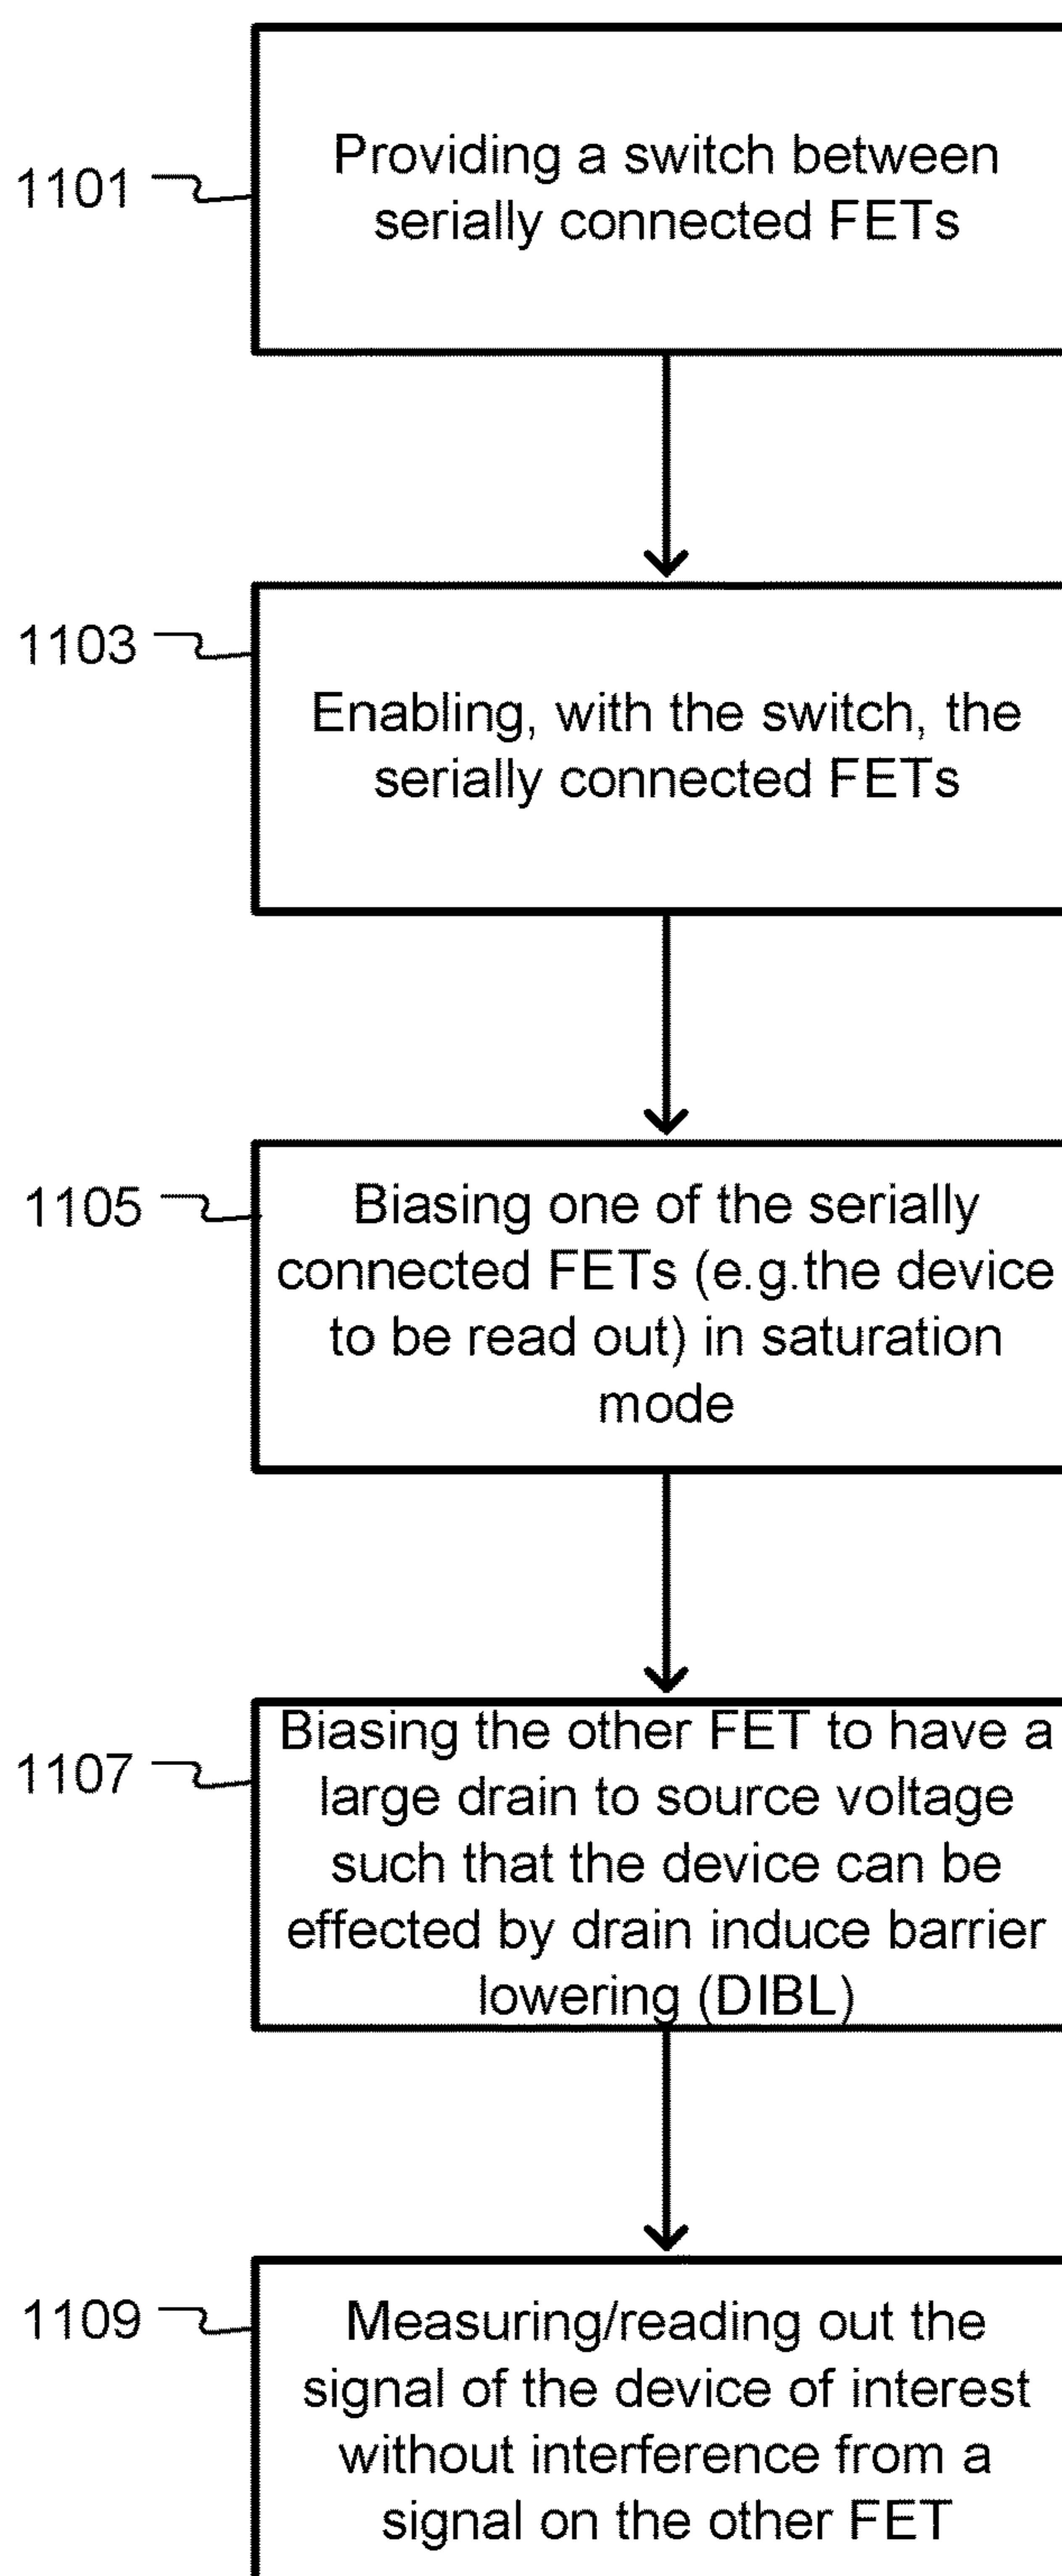 1101
Providing a switch between
serially connected FETs
1103
Enabling, with the switch, the
serially connected FETs
1105
Biasing one of the serially
connected FETs (e.g.the device
to be read out) in saturation
mode
1107
Biasing the other FET to have a
large drain to source voltage
such that the device can be
effected by drain induce barrier
lowering (DIBL)
1109
Measuring/reading out the
signal of the device of interest
without interference from a
signal on the other FET